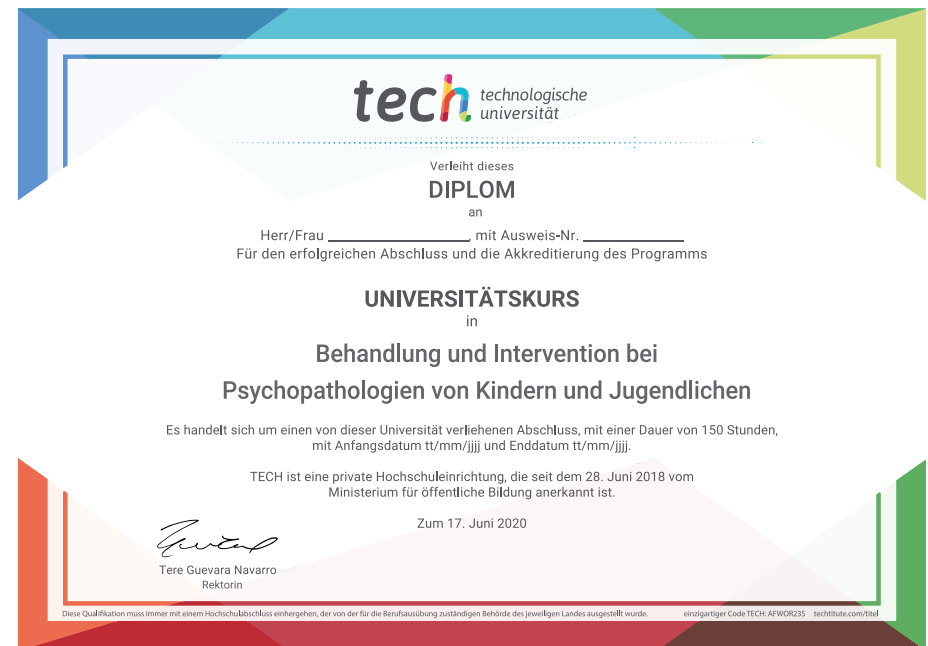 tech technologische
universität
Verleiht dieses
DIPLOM
an
Herr/Frau ____________, mit Ausweis-Nr. ____________
Für den erfolgreichen Abschluss und die Akkreditierung des Programms
UNIVERSITÄTSKURS
in
Behandlung und Intervention bei
Psychopathologien von Kindern und Jugendlichen
Es handelt sich um einen von dieser Universität verliehenen Abschluss, mit einer Dauer von 150 Stunden,
mit Anfangsdatum tt/mm/jjjj und Enddatum tt/mm/jjjj.
TECH ist eine private Hochschuleinrichtung, die seit dem 28. Juni 2018 vom
Ministerium für öffentliche Bildung anerkannt ist.
Zum 17. Juni 2020
Tere Guevara Navarro
Rektorin
Diese Qualifikation muss immer mit einem Hochschulabschluss einhergehen, der von der für die Berufsausübung zuständigen Behörde des jeweiligen Landes ausgestellt wurde. einzigartiger Code TECH: AFWOR23S techtitute.com/titel